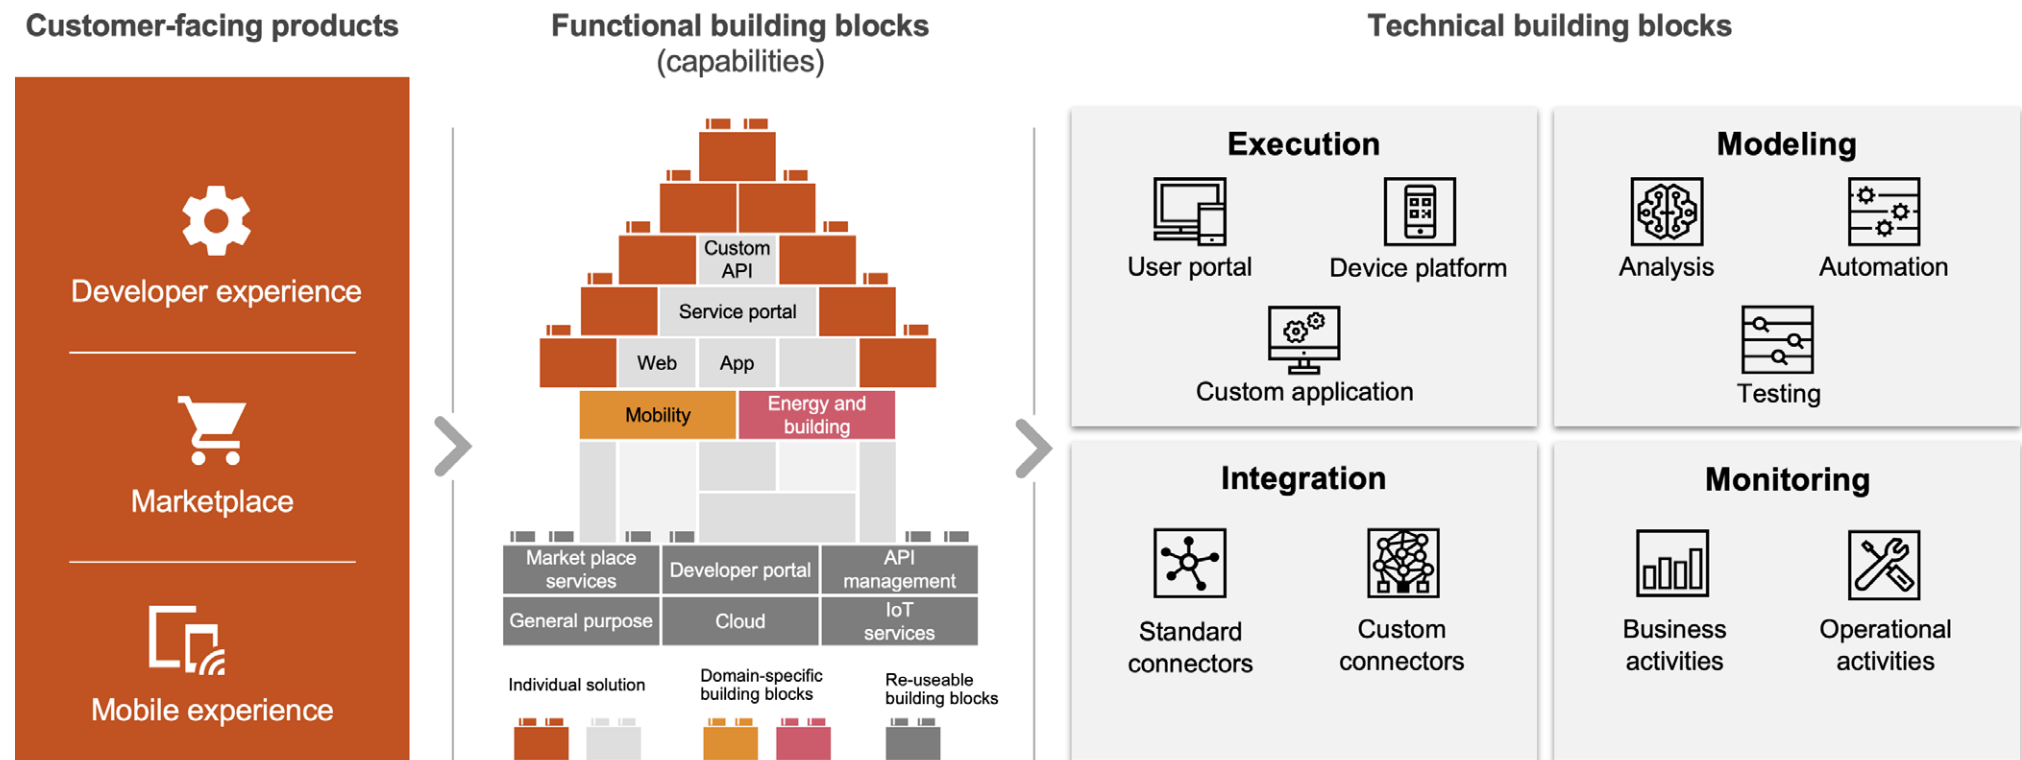 Customer-facing products
Developer experience
Marketplace
Mobile experience
Functional building blocks
(capabilities)
Custom
API
Service portal
Web
App
Mobility
Energy and
building
Market place
services
Developer portal
API
management
General purpose
Cloud
IoT
services
Individual solution
Domain-specific
building blocks
Re-useable
building blocks
Technical building blocks
Execution
User portal
Device platform
Custom application
Modeling
Analysis
Automation
Testing
Integration
Standard
connectors
Custom
connectors
Monitoring
Business
activities
Operational
activities